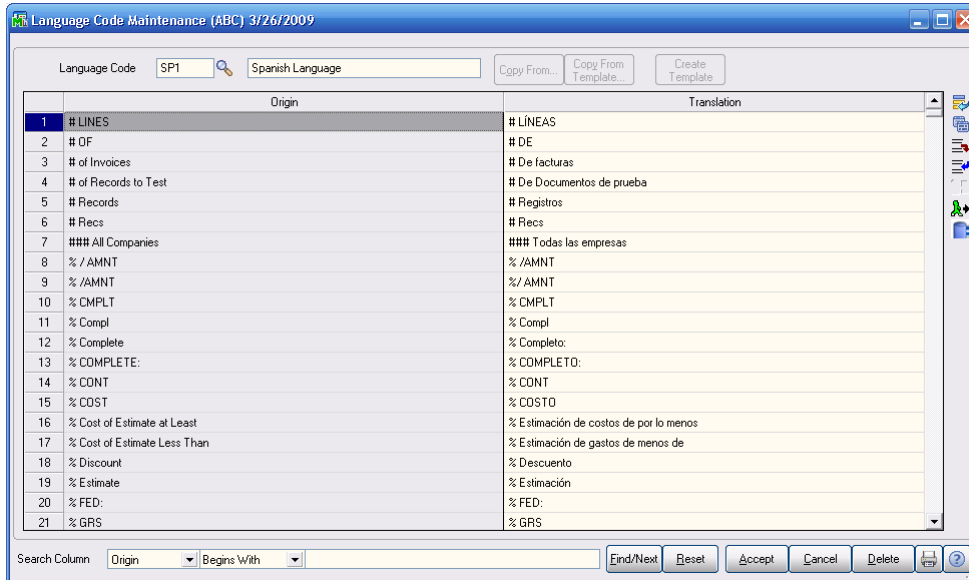 Language Code Maintenance (ABC) 3/26/2009
Language Code SP1 Spanish Language Copy From... Copy From Template... Create Template
Origin Translation
1 # LINES # LÍNEAS
2 # OF # DE
3 # of Invoices # De facturas
4 # of Records to Test # De Documentos de prueba
5 # Records # Registros
6 # Recs # Recs
7 ### All Companies ### Todas las empresas
8 % / AMNT % /AMNT
9 % /AMNT %/ AMNT
10 % CMPLT % CMPLT
11 % Compl % Compl
12 % Complete % Completo:
13 % COMPLETE: % COMPLETO:
14 % CONT % CONT
15 % COST % COSTO
16 % Cost of Estimate at Least % Estimación de costos de por lo menos
17 % Cost of Estimate Less Than % Estimación de gastos de menos de
18 % Discount % Descuento
19 % Estimate % Estimación
20 % FED: % FED:
21 % GRS % GRS
Search Column Origin Begins With Find/Next Reset Accept Cancel Delete